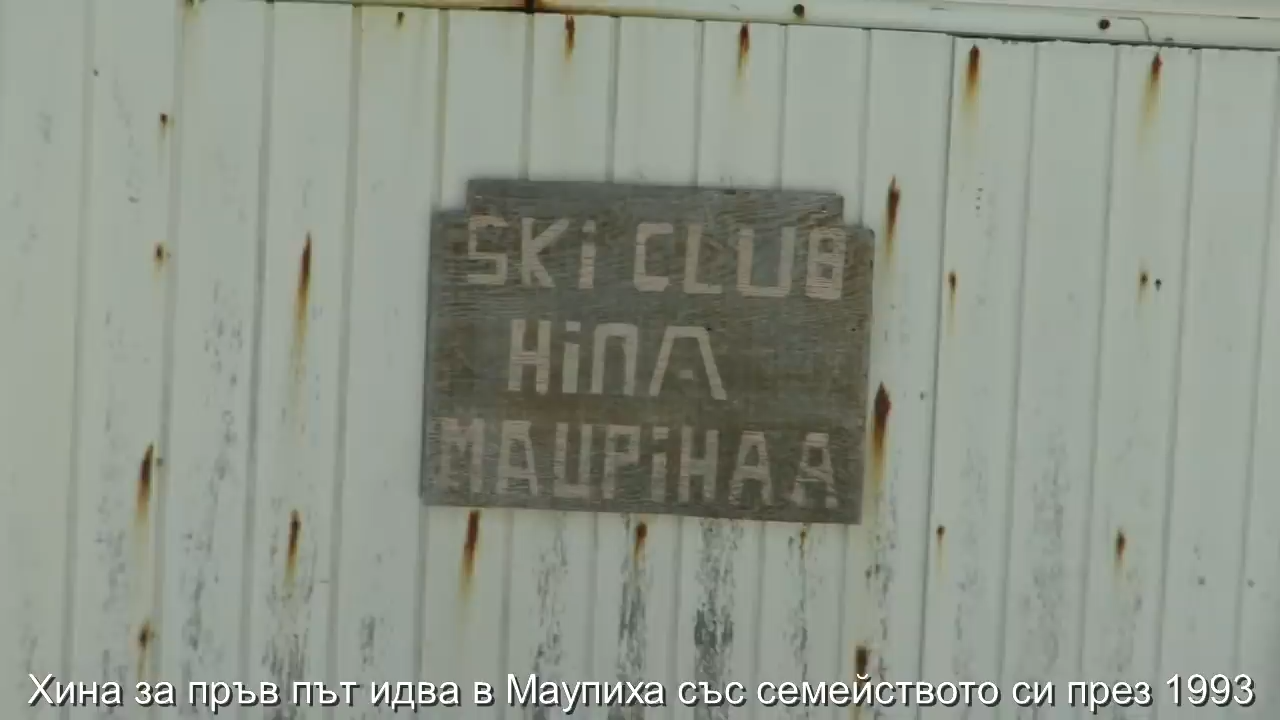 SKi CLUB
HiNA
MAUPiHAA
Хина за пръв път идва в Маупиха със семейството си през 1993